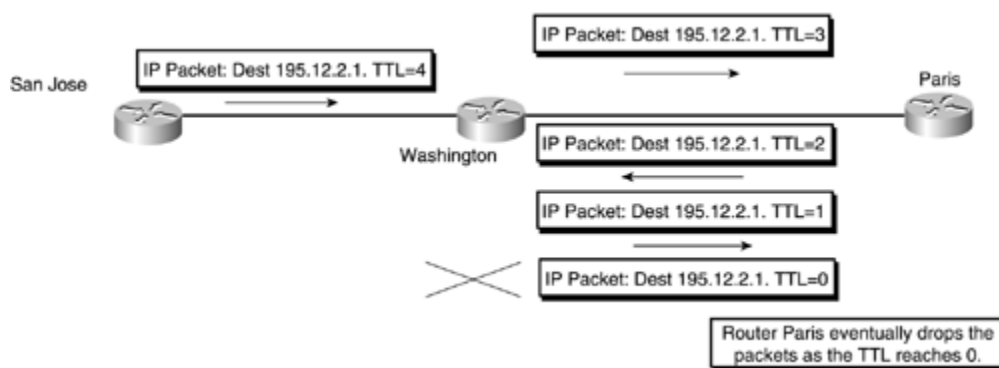 IP Packet: Dest 195.12.2.1. TTL=3
IP Packet: Dest 195.12.2.1. TTL=4
San Jose
Paris
Washington
IP Packet: Dest 195.12.2.1. TTL=2
IP Packet: Dest 195.12.2.1. TTL=1
IP Packet: Dest 195.12.2.1. TTL=0
Router Paris eventually drops the
packets as the TTL reaches 0.